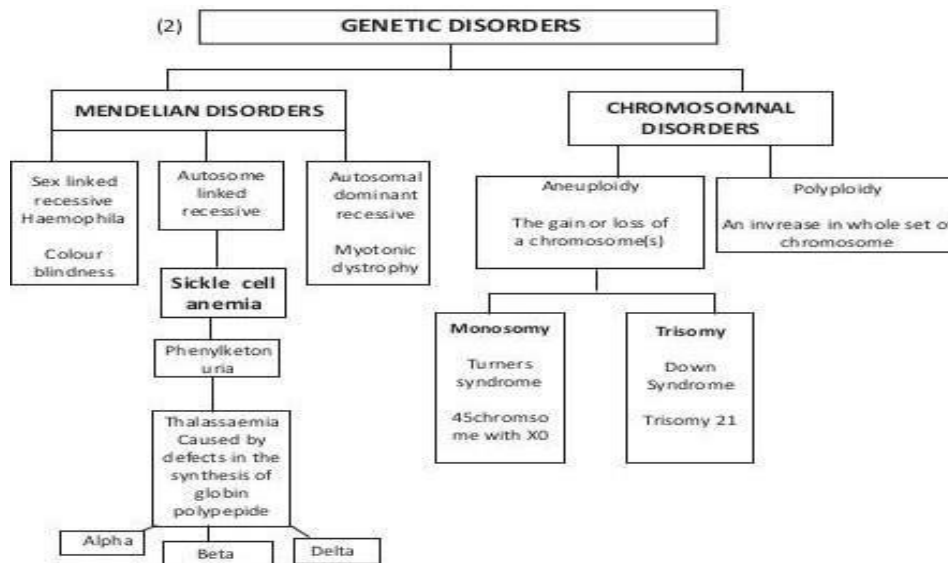 (2)
GENETIC DISORDERS
MENDELIAN DISORDERS
CHROMOSOMNAL
DISORDERS
Sex linked
recessive
Haemophila
Colour
blindness
Autosome
linked
recessive
Autosomal
dominant
recessive
Myotonic
dystrophy
Aneuploidy
The gain or loss of
a chromosome(s)
Polyploidy
An invrease in whole set o
chromosome
Sickle cell
anemia
Phenylketon
uria
Thalassaemia
Caused by
defects in the
synthesis of
globin
polypepide
Alpha
Beta
Delta
Monosomy
Turners
syndrome
45chromso
me with X0
Trisomy
Down
Syndrome
Trisomy 21